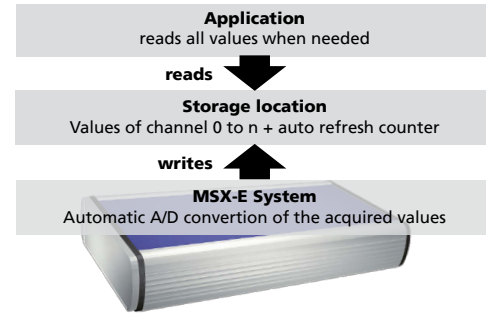 Application
reads all values when needed
reads
Storage location
Values of channel 0 to n + auto refresh counter
writes
MSX-E System
Automatic A/D convertion of the acquired values